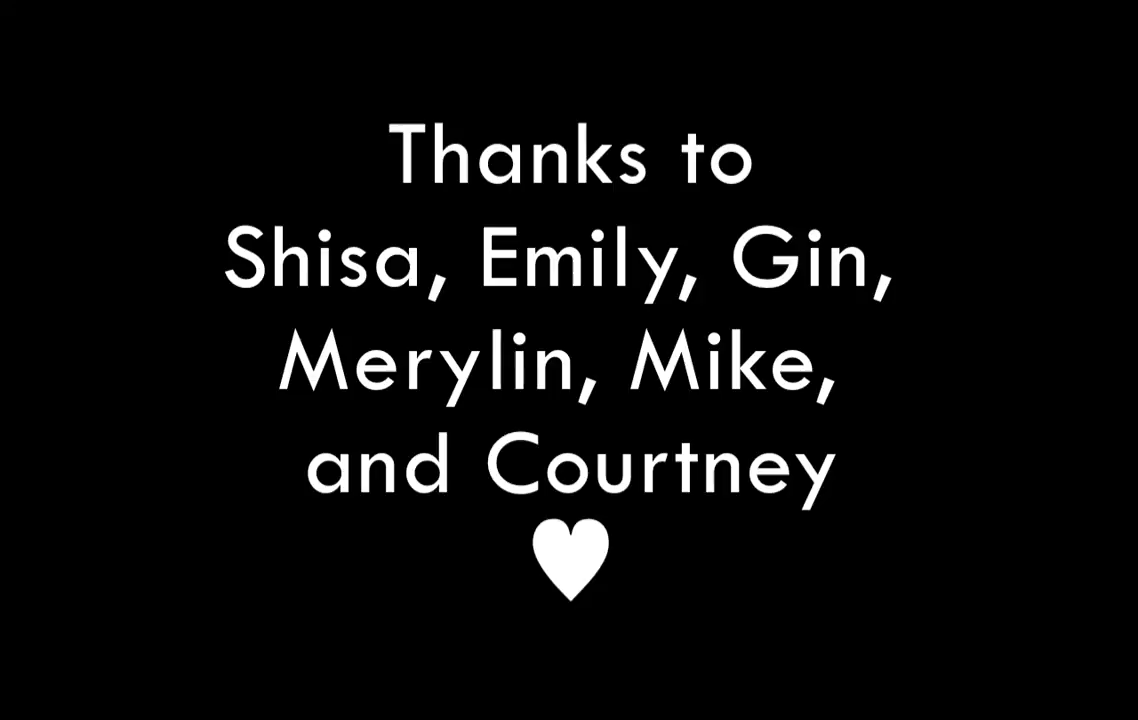 Thanks to
Shisa, Emily, Gin,
Merylin, Mike,
and Courtney
♥